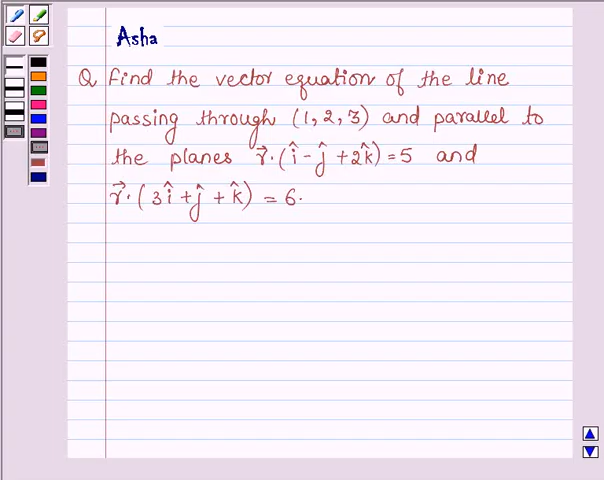 Asha
Q Find the vector equation of the line
passing through (1, 2, 3) and parallel to
the planes r⃗·(î - ĵ + 2k̂) = 5 and
r⃗·(3î + ĵ + k̂) = 6.